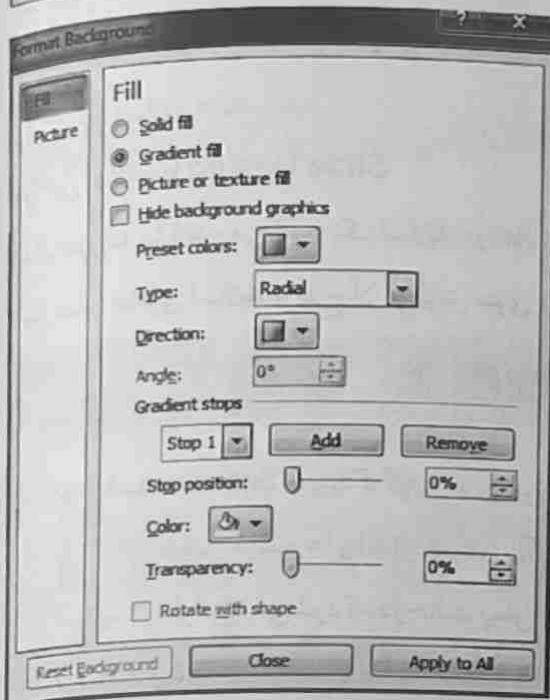 Format Background
? x
Fill
Picture
Fill
Solid fill
Gradient fill
Picture or texture fill
Hide background graphics
Preset colors:
Type: Radial
Direction:
Angle: 0°
Gradient stops
Stop 1 Add Remove
Stop position: 0%
Color:
Transparency: 0%
Rotate with shape
Reset Background Close Apply to All